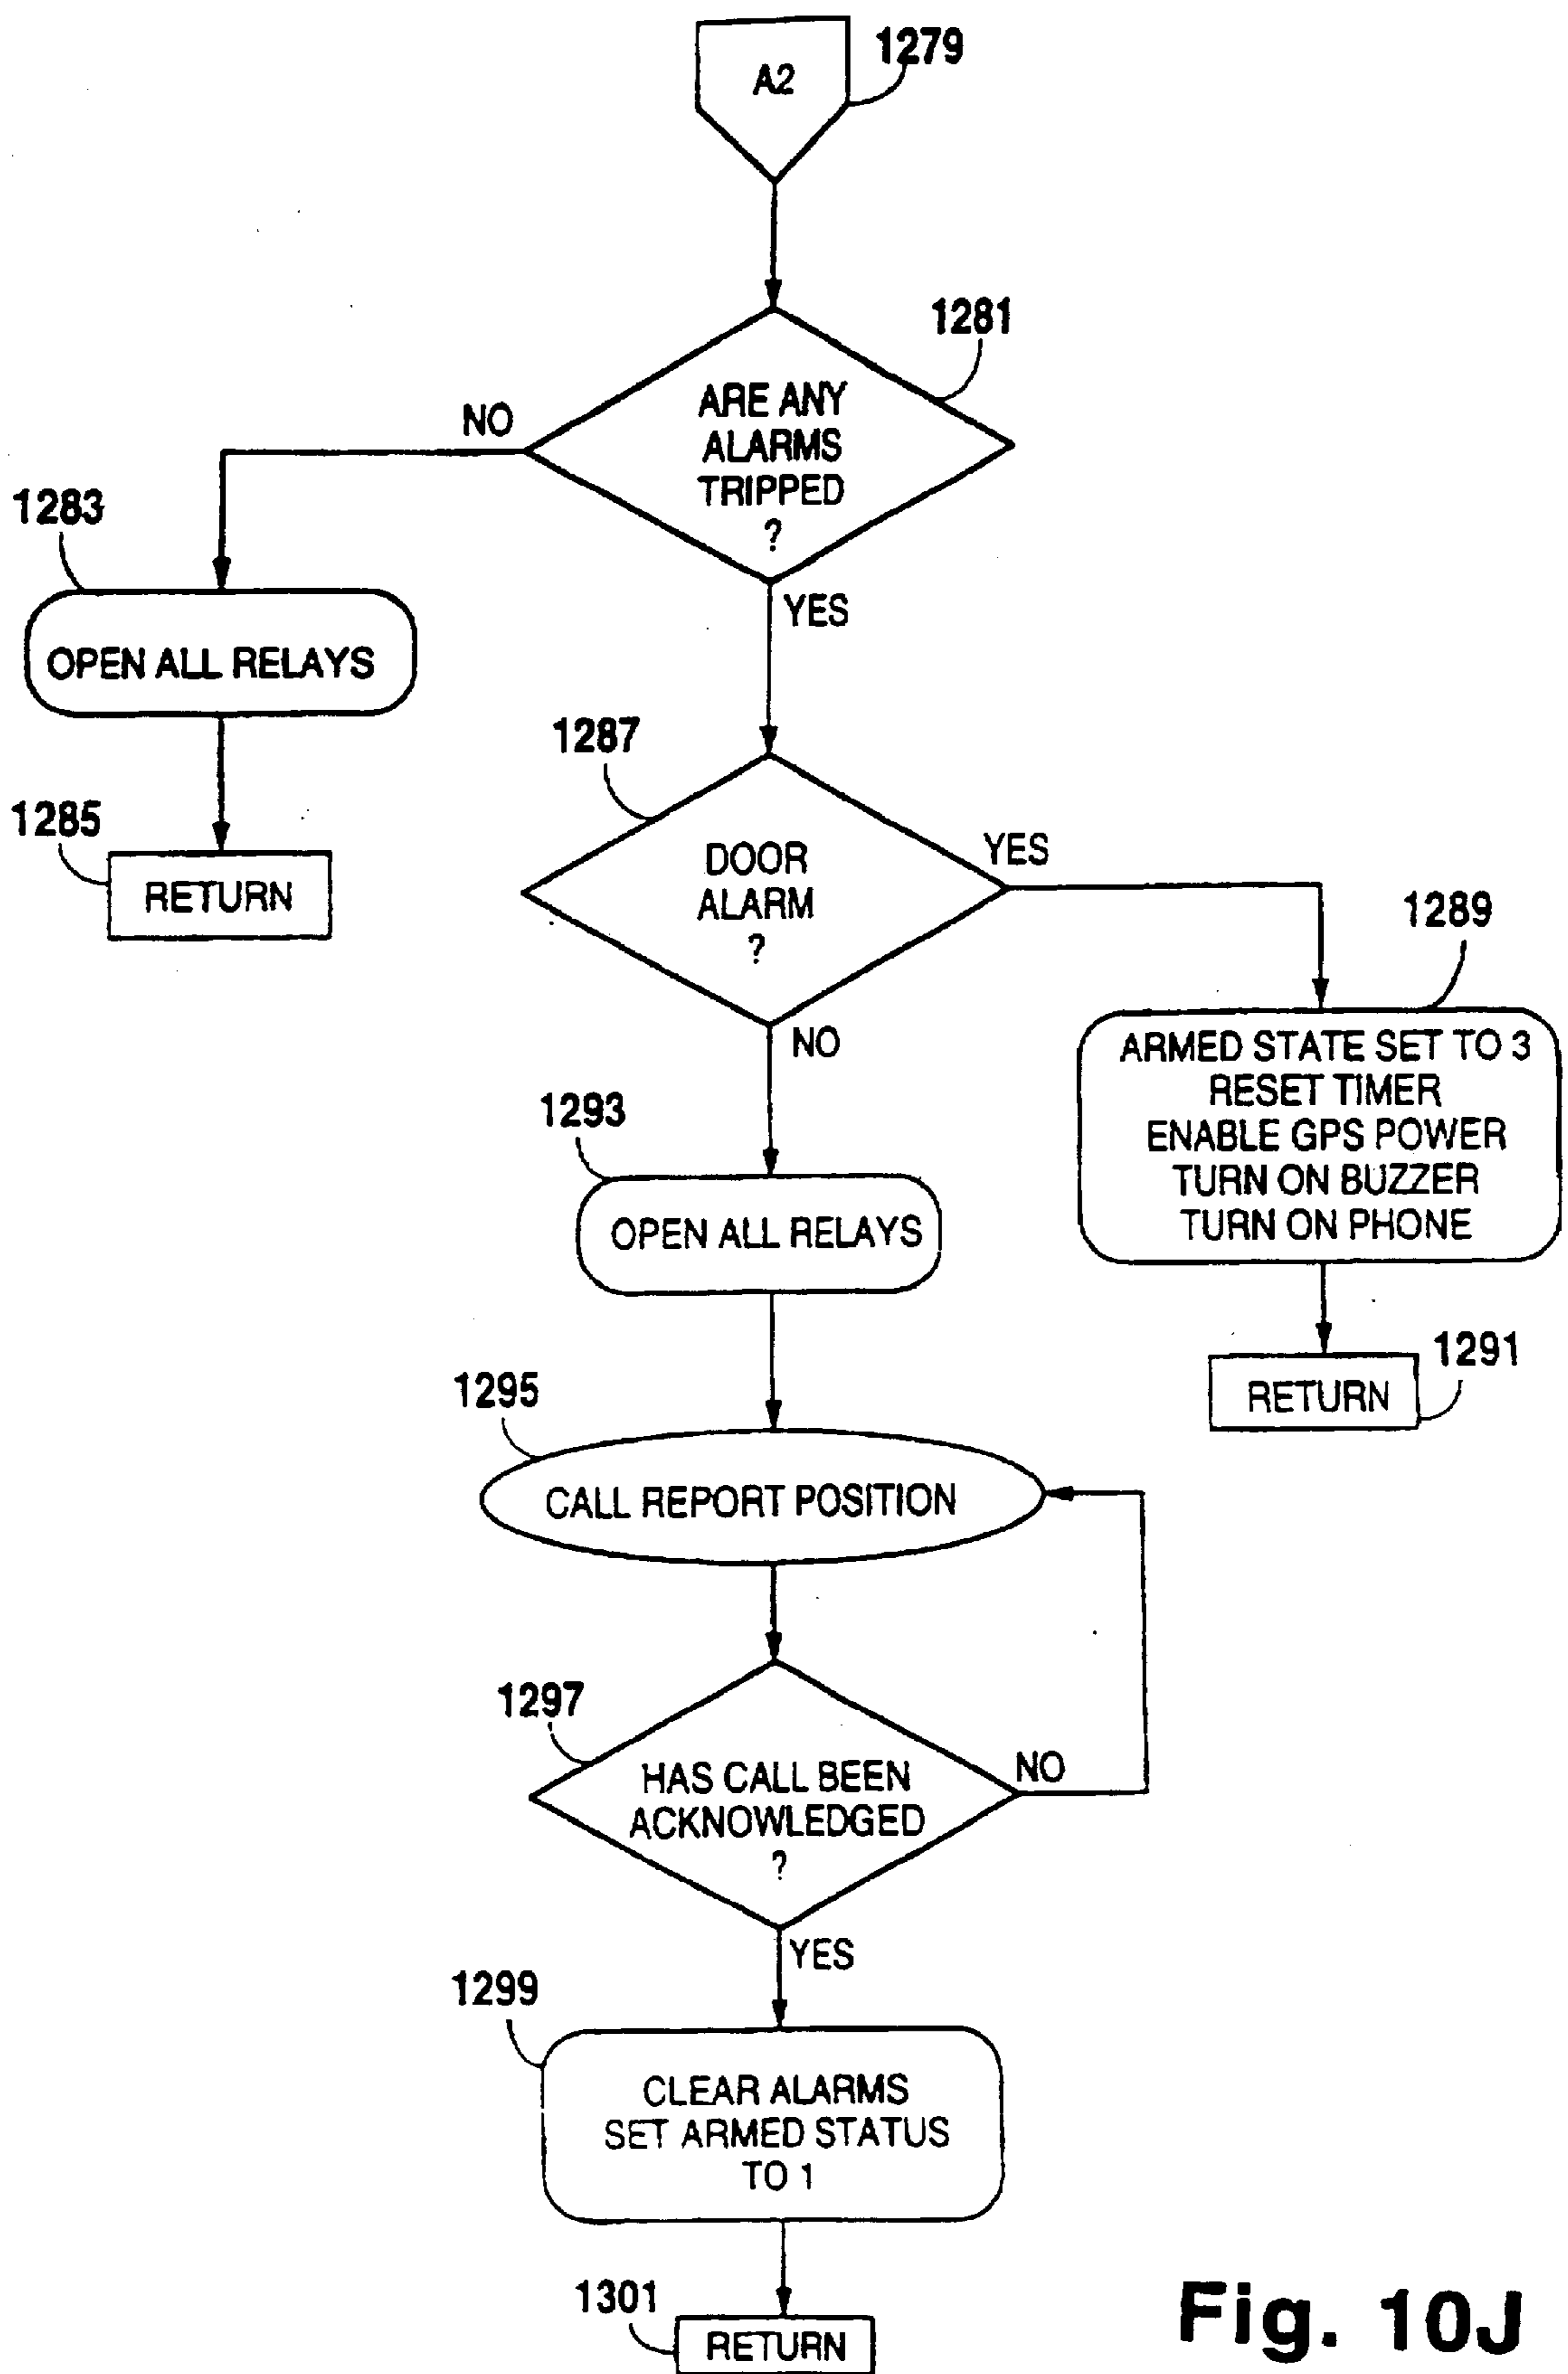 A2
1279
1281
ARE ANY
ALARMS
TRIPPED
?
NO
YES
1283
OPEN ALL RELAYS
1285
RETURN
1287
DOOR
ALARM
?
YES
NO
1289
ARMED STATE SET TO 3
RESET TIMER
ENABLE GPS POWER
TURN ON BUZZER
TURN ON PHONE
1291
RETURN
1293
OPEN ALL RELAYS
1295
CALL REPORT POSITION
1297
HAS CALL BEEN
ACKNOWLEDGED
?
NO
YES
1299
CLEAR ALARMS
SET ARMED STATUS
TO 1
1301
RETURN
Fig. 10J